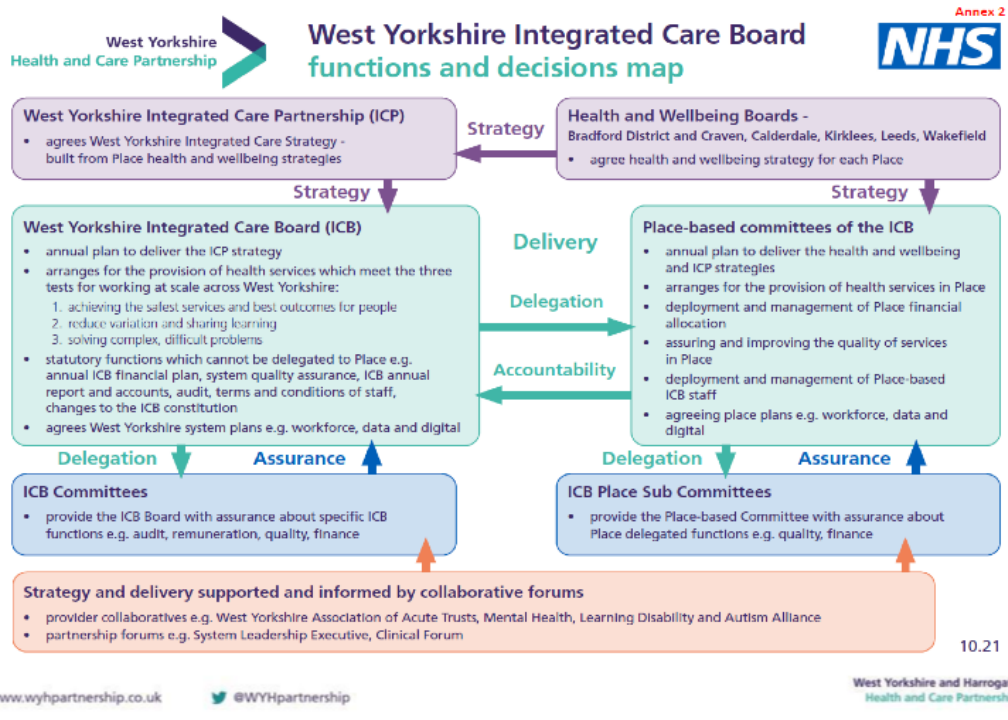 Annex 2
West Yorkshire
Health and Care Partnership
West Yorkshire Integrated Care Board
functions and decisions map
NHS
West Yorkshire Integrated Care Partnership (ICP)
• agrees West Yorkshire Integrated Care Strategy -
built from Place health and wellbeing strategies
Strategy
Health and Wellbeing Boards -
Bradford District and Craven, Calderdale, Kirklees, Leeds, Wakefield
• agree health and wellbeing strategy for each Place
Strategy
Strategy
West Yorkshire Integrated Care Board (ICB)
• annual plan to deliver the ICP strategy
• arranges for the provision of health services which meet the three
tests for working at scale across West Yorkshire:
1. achieving the safest services and best outcomes for people
2. reduce variation and sharing learning
3. solving complex, difficult problems
• statutory functions which cannot be delegated to Place e.g.
annual ICB financial plan, system quality assurance, ICB annual
report and accounts, audit, terms and conditions of staff,
changes to the ICB constitution
• agrees West Yorkshire system plans e.g. workforce, data and digital
Delivery
Delegation
Accountability
Place-based committees of the ICB
• annual plan to deliver the health and wellbeing
and ICP strategies
• arranges for the provision of health services in Place
• deployment and management of Place financial
allocation
• assuring and improving the quality of services
in Place
• deployment and management of Place-based
ICB staff
• agreeing place plans e.g. workforce, data and
digital
Delegation
Assurance
Delegation
Assurance
ICB Committees
• provide the ICB Board with assurance about specific ICB
functions e.g. audit, remuneration, quality, finance
ICB Place Sub Committees
• provide the Place-based Committee with assurance about
Place delegated functions e.g. quality, finance
Strategy and delivery supported and informed by collaborative forums
• provider collaboratives e.g. West Yorkshire Association of Acute Trusts, Mental Health, Learning Disability and Autism Alliance
• partnership forums e.g. System Leadership Executive, Clinical Forum
10.21
ww.wyhpartnership.co.uk
@WYHpartnership
West Yorkshire and Harroga
Health and Care Partnersh